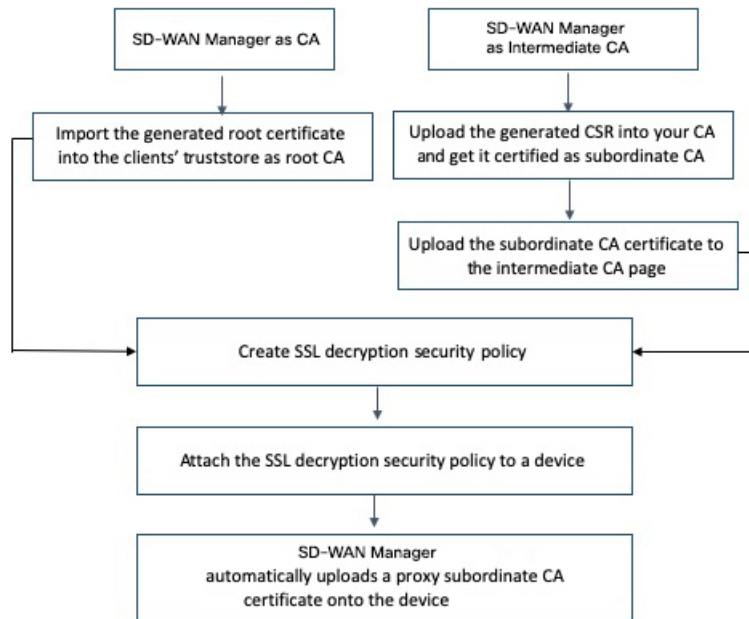 SD-WAN Manager as CA
SD-WAN Manager
as Intermediate CA
Import the generated root certificate
into the clients' truststore as root CA
Upload the generated CSR into your CA
and get it certified as subordinate CA
Upload the subordinate CA certificate to
the intermediate CA page
Create SSL decryption security policy
Attach the SSL decryption security policy to a device
SD-WAN Manager
automatically uploads a proxy subordinate CA
certificate onto the device